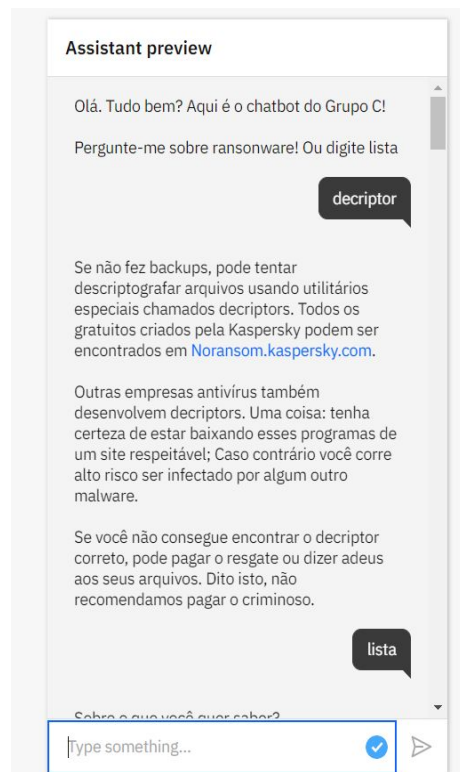 Assistant preview
Olá. Tudo bem? Aqui é o chatbot do Grupo C!
Pergunte-me sobre ransonware! Ou digite lista
decriptor
Se não fez backups, pode tentar
descriptografar arquivos usando utilitários
especiais chamados decriptors. Todos os
gratuitos criados pela Kaspersky podem ser
encontrados em Noransom.kaspersky.com.
Outras empresas antivírus também
desenvolvem decriptors. Uma coisa: tenha
certeza de estar baixando esses programas de
um site respeitável; Caso contrário você corre
alto risco ser infectado por algum outro
malware.
Se você não consegue encontrar o decriptor
correto, pode pagar o resgate ou dizer adeus
aos seus arquivos. Dito isto, não
recomendamos pagar o criminoso.
lista
Sobre o que você quer saber?
Type something...